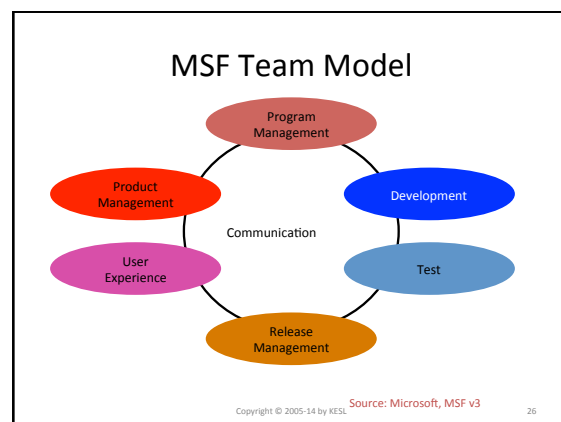 MSF Team Model
Program
Management
Product
Management
Development
Communication
User
Experience
Test
Release
Management
Copyright © 2005-14 by KESL
Source: Microsoft, MSF v3
26